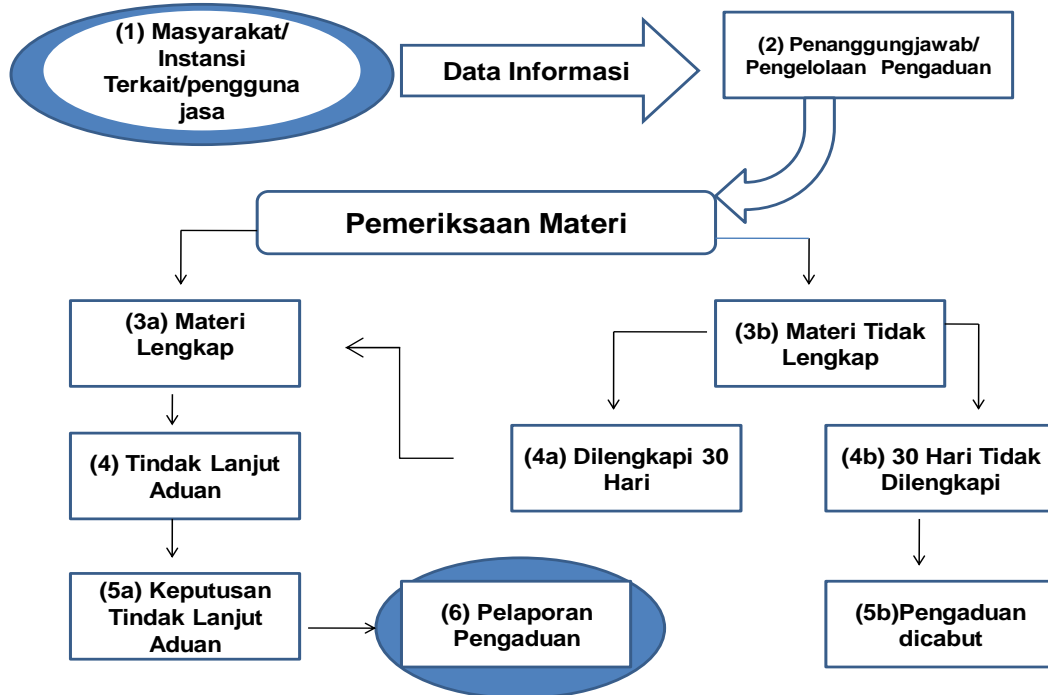 (1) Masyarakat/
Instansi
Terkait/pengguna
jasa
Data Informasi
(2) Penanggungjawab/
Pengelolaan Pengaduan
Pemeriksaan Materi
(3a) Materi
Lengkap
(3b) Materi Tidak
Lengkap
(4) Tindak Lanjut
Aduan
(4a) Dilengkapi 30
Hari
(4b) 30 Hari Tidak
Dilengkapi
(5a) Keputusan
Tindak Lanjut
Aduan
(6) Pelaporan
Pengaduan
(5b)Pengaduan
dicabut